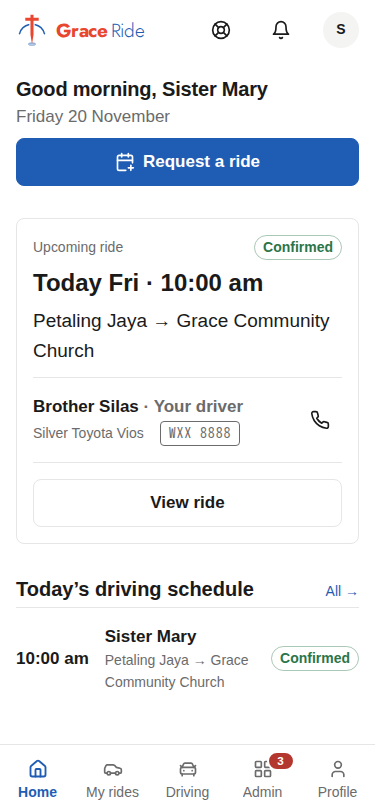 Grace Ride
S
Good morning, Sister Mary
Friday 20 November
Request a ride
Upcoming ride
Confirmed
Today Fri · 10:00 am
Petaling Jaya → Grace Community
Church
Brother Silas · Your driver
Silver Toyota Vios
WXX 8888
View ride
Today’s driving schedule
All →
10:00 am
Sister Mary
Petaling Jaya → Grace
Community Church
Confirmed
3
Home
My rides
Driving
Admin
Profile